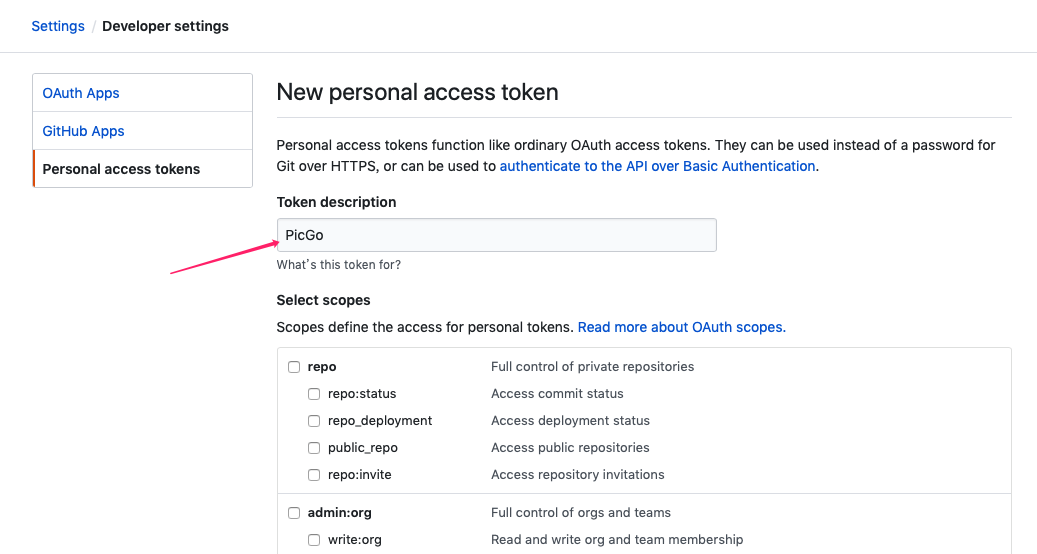 Settings / Developer settings
OAuth Apps
GitHub Apps
Personal access tokens
New personal access token
Personal access tokens function like ordinary OAuth access tokens. They can be used instead of a password for
Git over HTTPS, or can be used to authenticate to the API over Basic Authentication.
Token description
PicGo
What's this token for?
Select scopes
Scopes define the access for personal tokens. Read more about OAuth scopes.
repo Full control of private repositories
repo:status Access commit status
repo_deployment Access deployment status
public_repo Access public repositories
repo:invite Access repository invitations
admin:org Full control of orgs and teams
write:org Read and write org and team membership